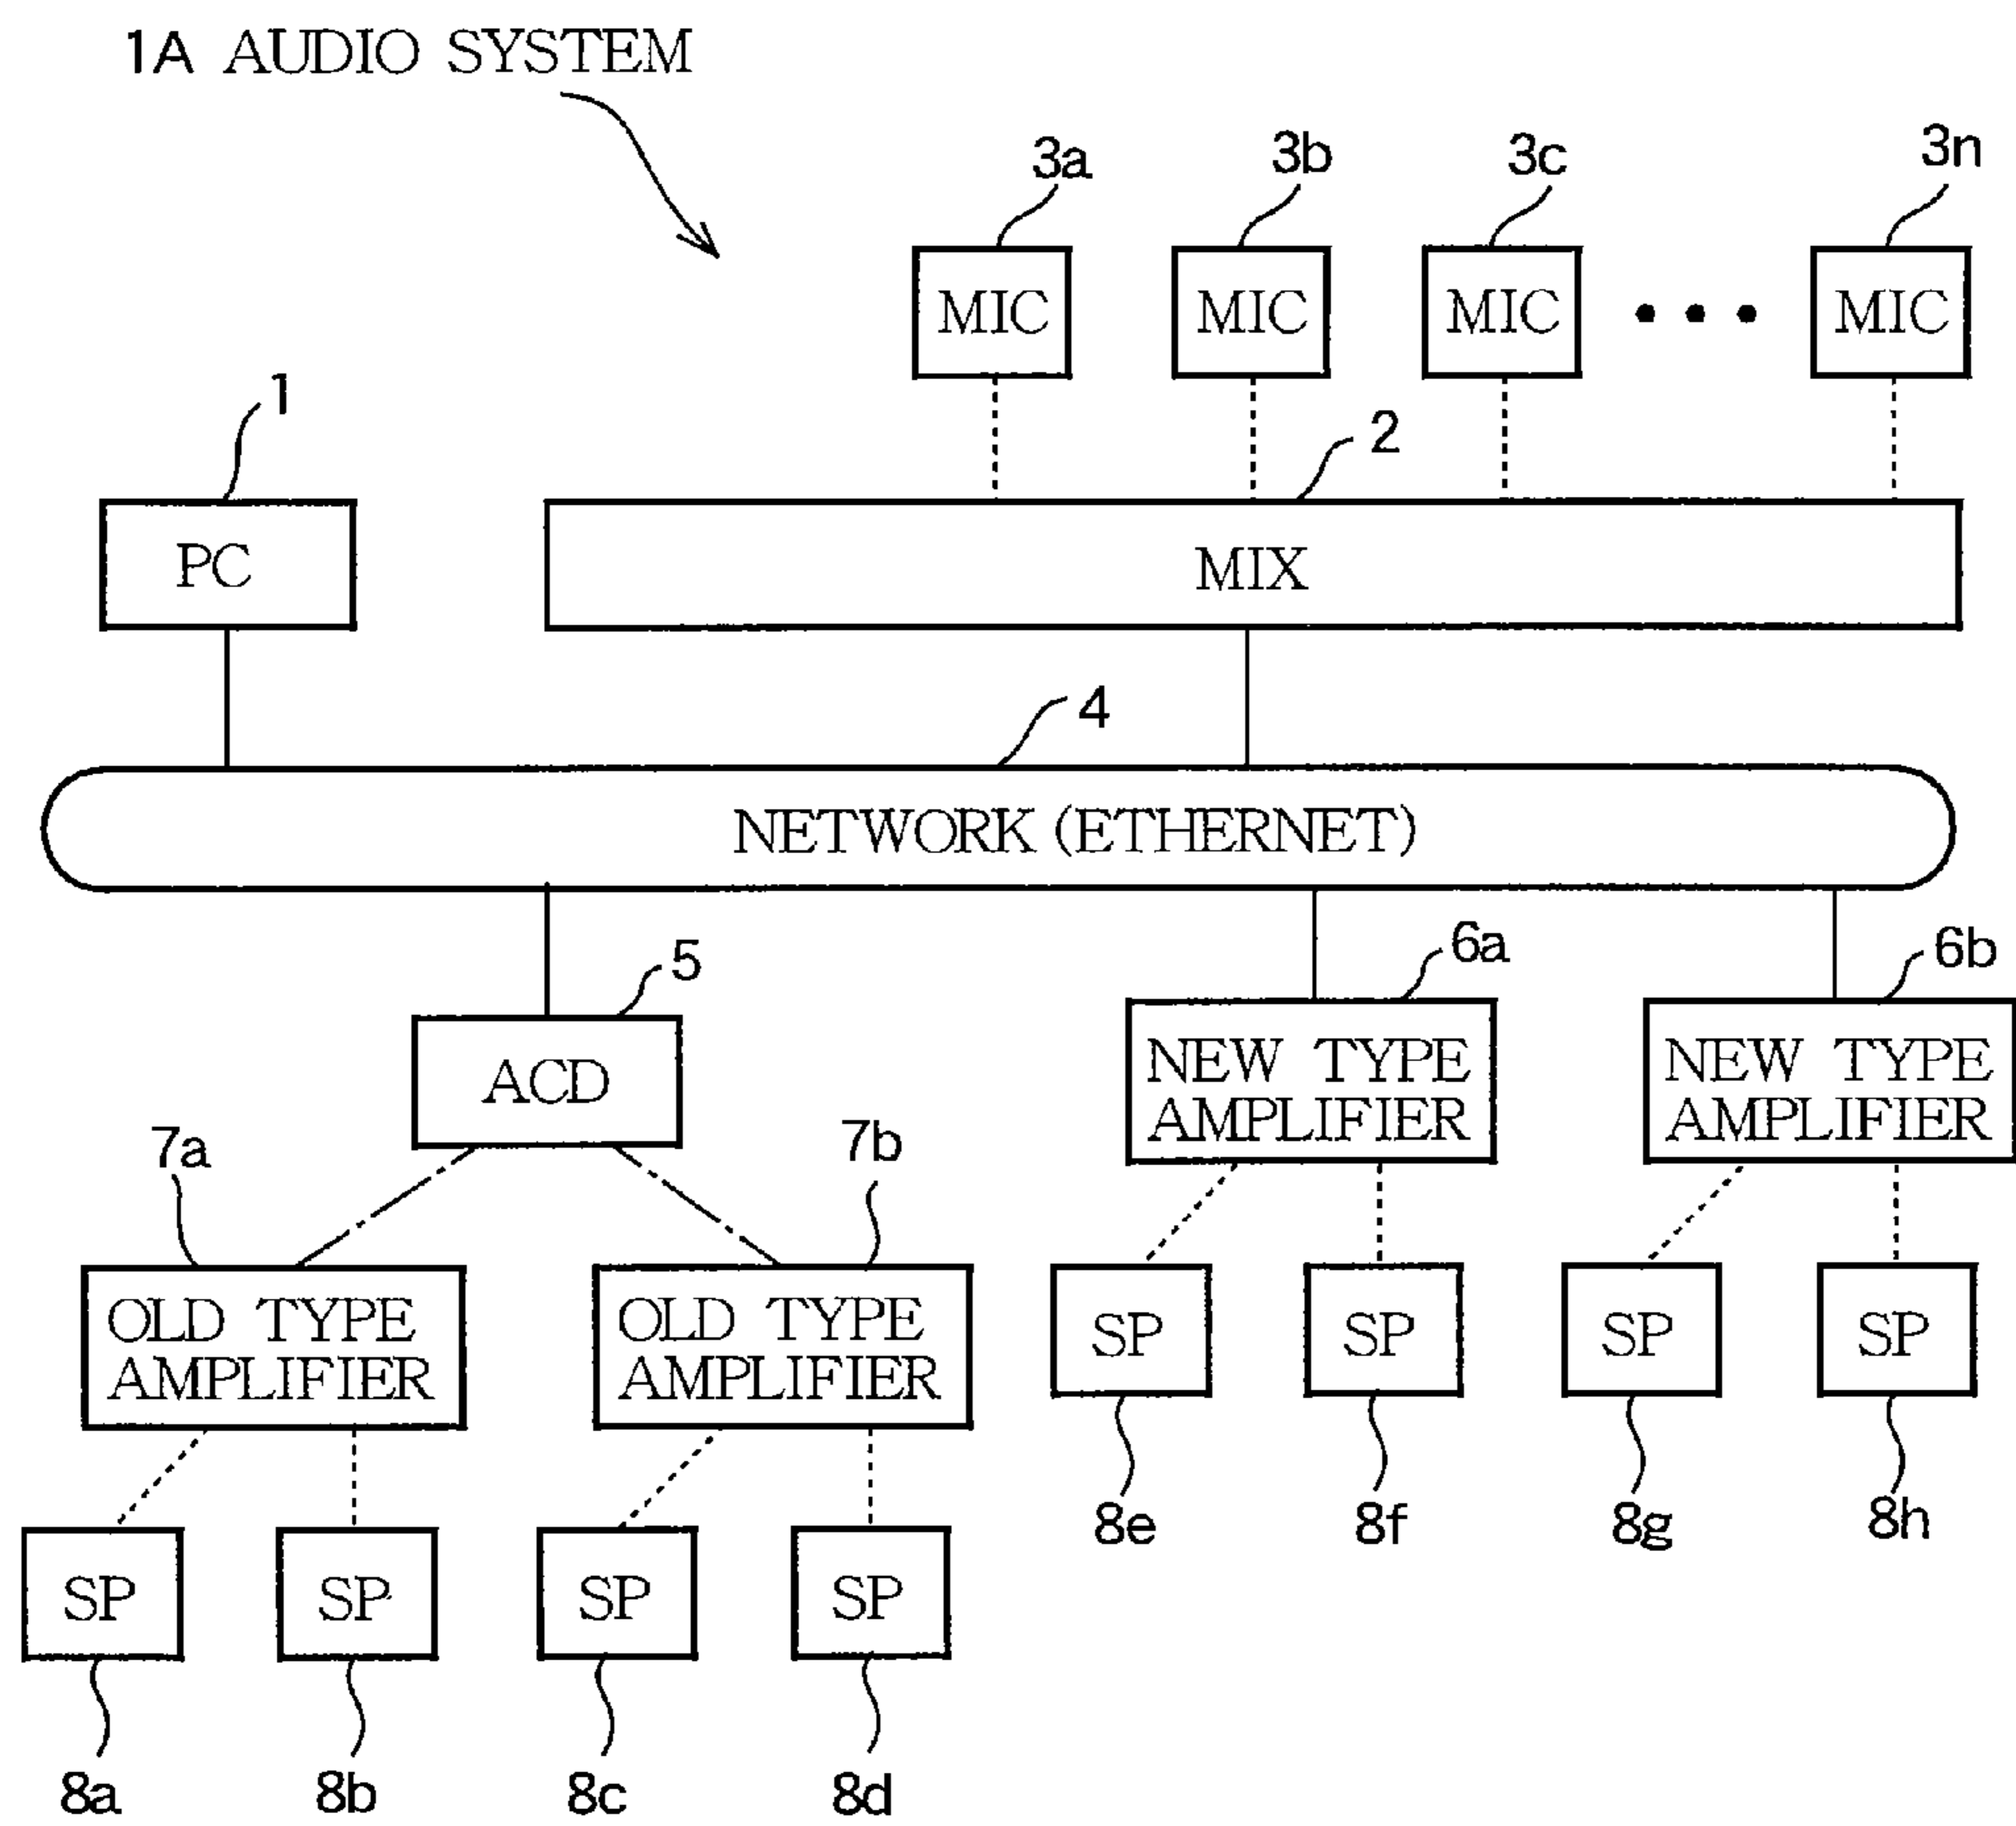 1A AUDIO SYSTEM
3a 3b 3c 3n
MIC MIC MIC ••• MIC
1 2
PC MIX
4
NETWORK (ETHERNET)
5 6a 6b
ACD
NEW TYPE AMPLIFIER
NEW TYPE AMPLIFIER
7a 7b
OLD TYPE AMPLIFIER
OLD TYPE AMPLIFIER
SP SP SP SP
8e 8f 8g 8h
SP SP SP SP
8a 8b 8c 8d